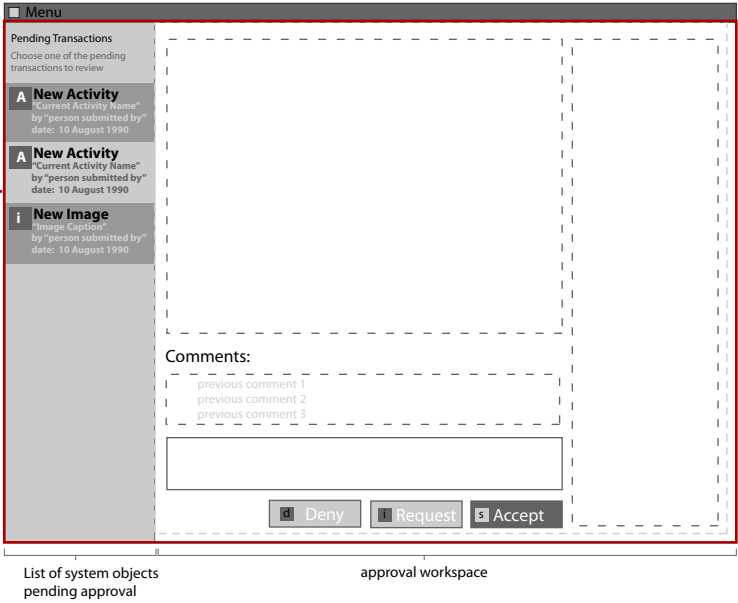 Menu
Pending Transactions
Choose one of the pending
transactions to review
A New Activity
"Current Activity Name"
by "person submitted by"
date: 10 August 1990
A New Activity
"Current Activity Name"
by "person submitted by"
date: 10 August 1990
i New Image
"Image Caption"
by "person submitted by"
date: 10 August 1990
Comments:
previous comment 1
previous comment 2
previous comment 3
d Deny
i Request
s Accept
List of system objects
pending approval
approval workspace